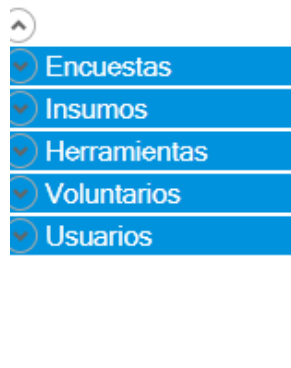 Encuestas
Insumos
Herramientas
Voluntarios
Usuarios